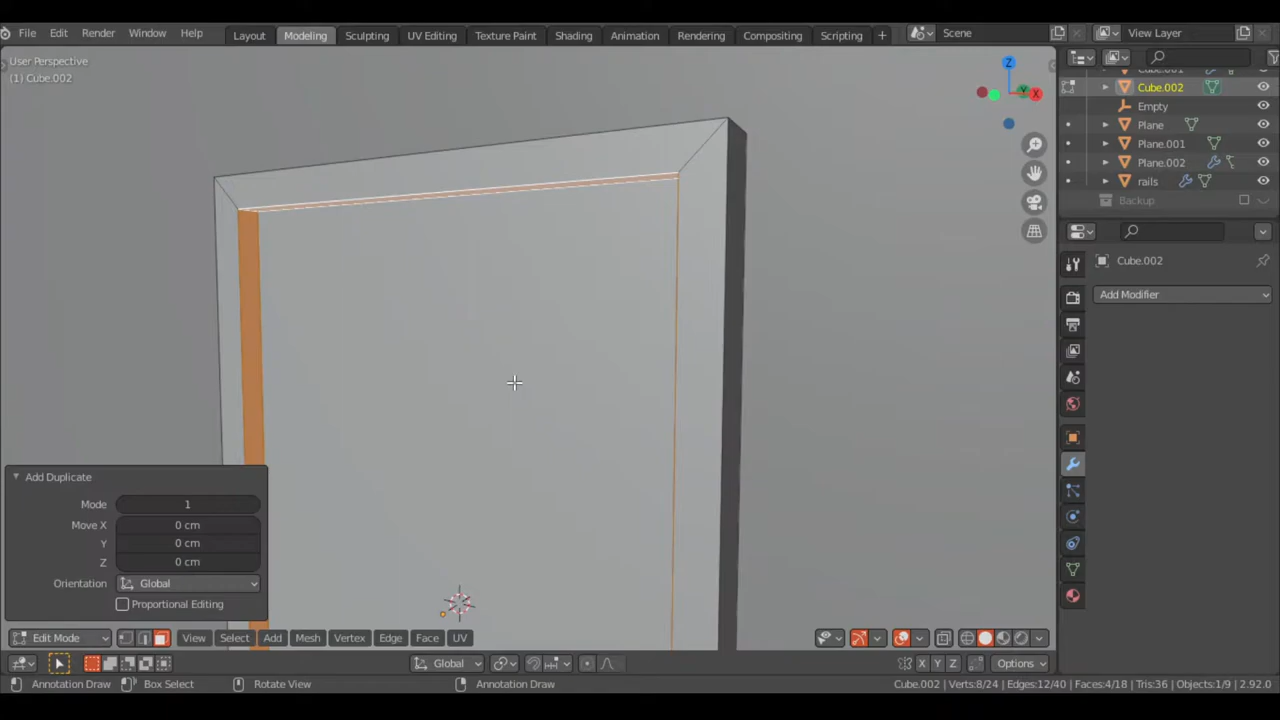 File Edit Render Window Help
Layout Modeling Sculpting UV Editing Texture Paint Shading Animation Rendering Compositing Scripting +
Scene
View Layer
User Perspective
(1) Cube.002
Z
Y
X
Cube.001
Cube.002
Empty
Plane
Plane.001
Plane.002
rails
Backup
Cube.002
Add Modifier
Add Duplicate
Mode 1
Move X 0 cm
Y 0 cm
Z 0 cm
Orientation Global
Proportional Editing
Edit Mode View Select Add Mesh Vertex Edge Face UV
Global X Y Z Options
Annotation Draw Box Select Rotate View Annotation Draw Cube.002 | Verts:8/24 | Edges:12/40 | Faces:4/18 | Tris:36 | Objects:1/9 | 2.92.0